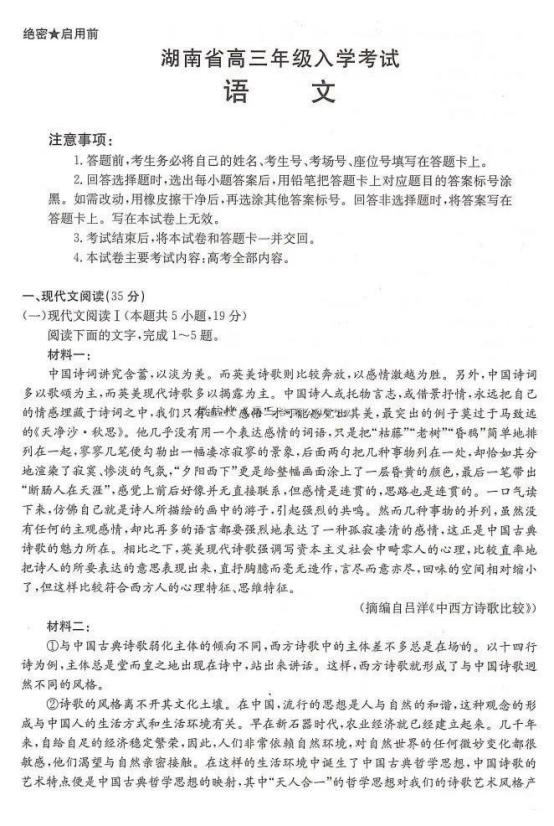 绝密★启用前
湖南省高三年级入学考试
语 文
注意事项:
1.答题前,考生务必将自己的姓名、考生号、考场号、座位号填写在答题卡上。
2.回答选择题时,选出每小题答案后,用铅笔把答题卡上对应题目的答案标号涂
黑。如需改动,用橡皮擦干净后,再选涂其他答案标号。回答非选择题时,将答案写在
答题卡上。写在本试卷上无效。
3.考试结束后,将本试卷和答题卡一并交回。
4.本试卷主要考试内容:高考全部内容。
一、现代文阅读(35分)
(一)现代文阅读Ⅰ(本题共5小题,19分)
阅读下面的文字,完成1~5题。
材料一:
中国诗词讲究含蓄,以淡为美。而英美诗歌则比较奔放,以感情激越为胜。另外,中国诗词
多以歌颂为主,而英美现代诗歌多以揭露为主。中国诗人或托物言志,或借景抒情,永远把自己
的情感埋藏于诗词之中,我们只有 感悟 才可能感觉出其美,最突出的例子莫过于马致远
的《天净沙·秋思》。他几乎没有用一个表达感情的词语,只是把“枯藤”“老树”“昏鸦”简单地排
列在一起,寥寥几笔便勾勒出一幅凄凉寂寥的景象,后面两句把几种事物列在一处,却恰如其分
地渲染了寂寞、惨淡的气氛,“夕阳西下”更是给整幅画面涂上了一层昏黄的颜色,最后一笔带出
“断肠人在天涯”,感觉上前后好像并无直接联系,但感情是连贯的,思路也是连贯的。一口气读
下来,仿佛自己就是诗人所描绘的画中的游子,引起强烈的共鸣。然而几种事物的并列,虽然没
有任何的主观感情,却比再多的语言都要强烈地表达了一种孤寂凄清的感情,这正是中国古典
诗歌的魅力所在。相比之下,英美现代诗歌强调写资本主义社会中畸零人的心理,比较直率地
把诗人的所要表达的意思表现出来,直抒胸臆而毫无造作,言尽而意亦尽,回味的空间相对缩小
了,但这样比较符合西方人的心理特征、思维特征。
(摘编自吕洋《中西方诗歌比较》)
材料二:
①与中国古典诗歌弱化主体的倾向不同,西方诗歌中的主体差不多总是在场的。以十四行
诗为例,主体总是堂而皇之地出现在诗中,站出来讲话。这样,西方诗歌就形成了与中国诗歌迥
然不同的风格。
②诗歌的风格离不开其文化土壤。在中国,流行的思想是人与自然的和谐,这种观念的形
成与中国人的生活方式和生活环境有关。早在新石器时代,农业经济就已经建立起来。几千年
来,自给自足的经济稳定繁荣,因此,人们非常依赖自然环境,对自然世界的任何微妙变化都很
敏感,他们渴望与自然亲密接触。在这样的生活环境中诞生了中国古典哲学思想,中国诗歌的
艺术特点便是中国古典哲学思想的映射,其中“天人合一”的哲学思想对我们的诗歌艺术风格产